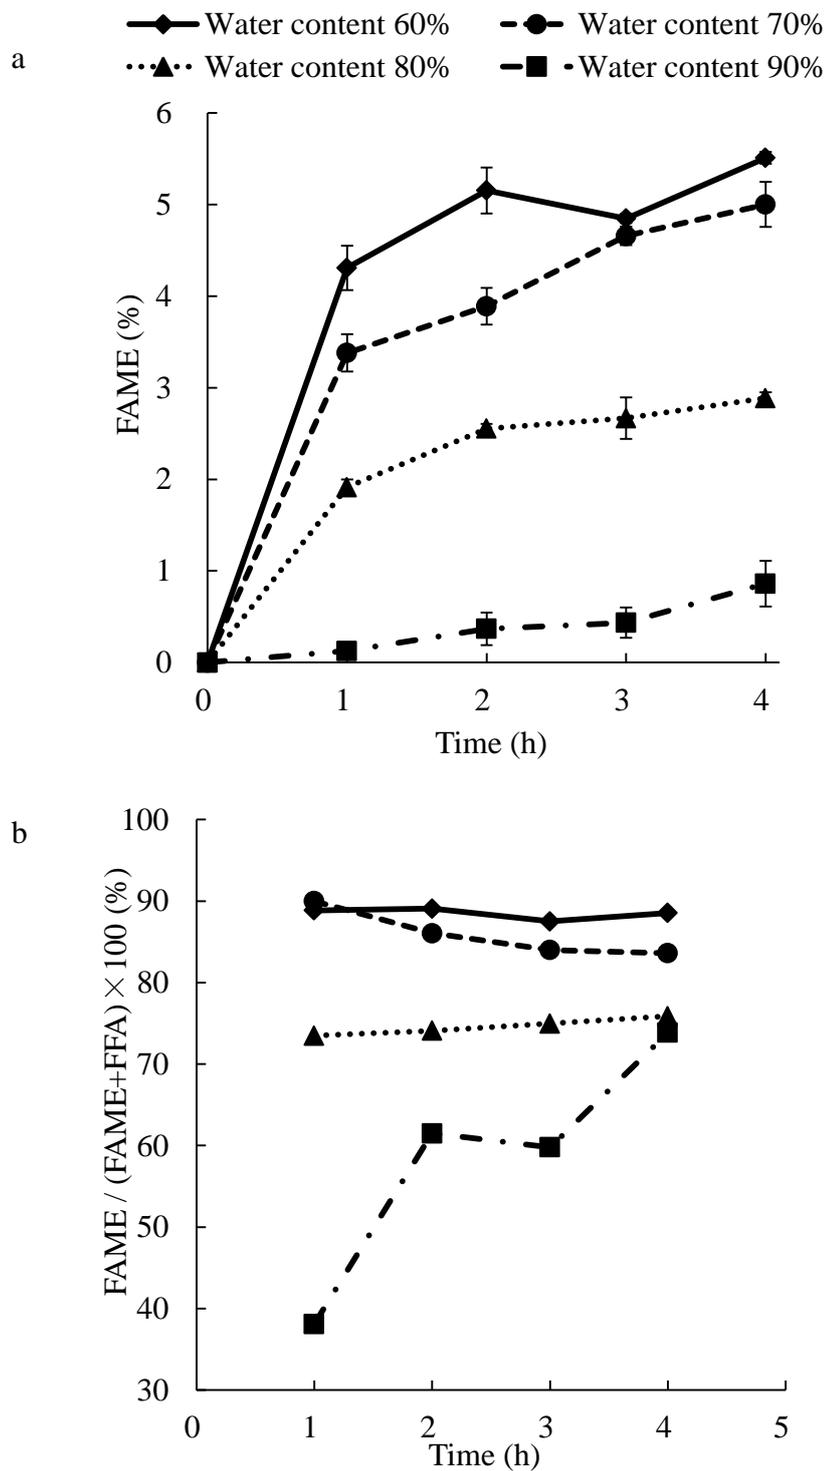 Water content 60% Water content 70%
a
Water content 80% Water content 90%
6
5
4
3
2
1
0
FAME (%)
0 1 2 3 4
Time (h)
b
100
90
80
70
60
50
40
30
FAME / (FAME+FFA)×100 (%)
0 1 2 3 4 5
Time (h)